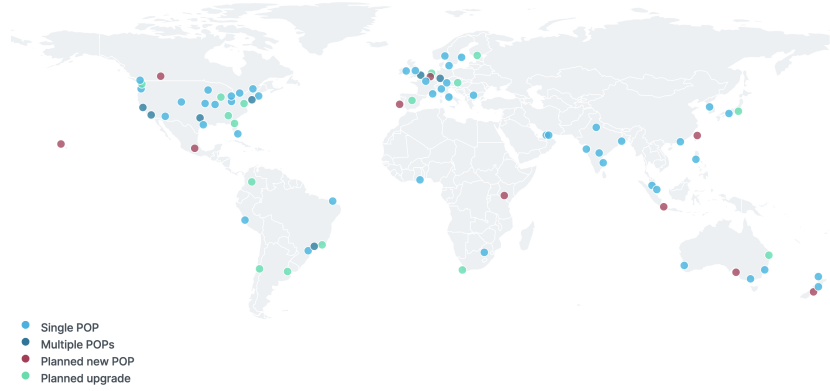 Single POP
Multiple POPs
Planned new POP
Planned upgrade